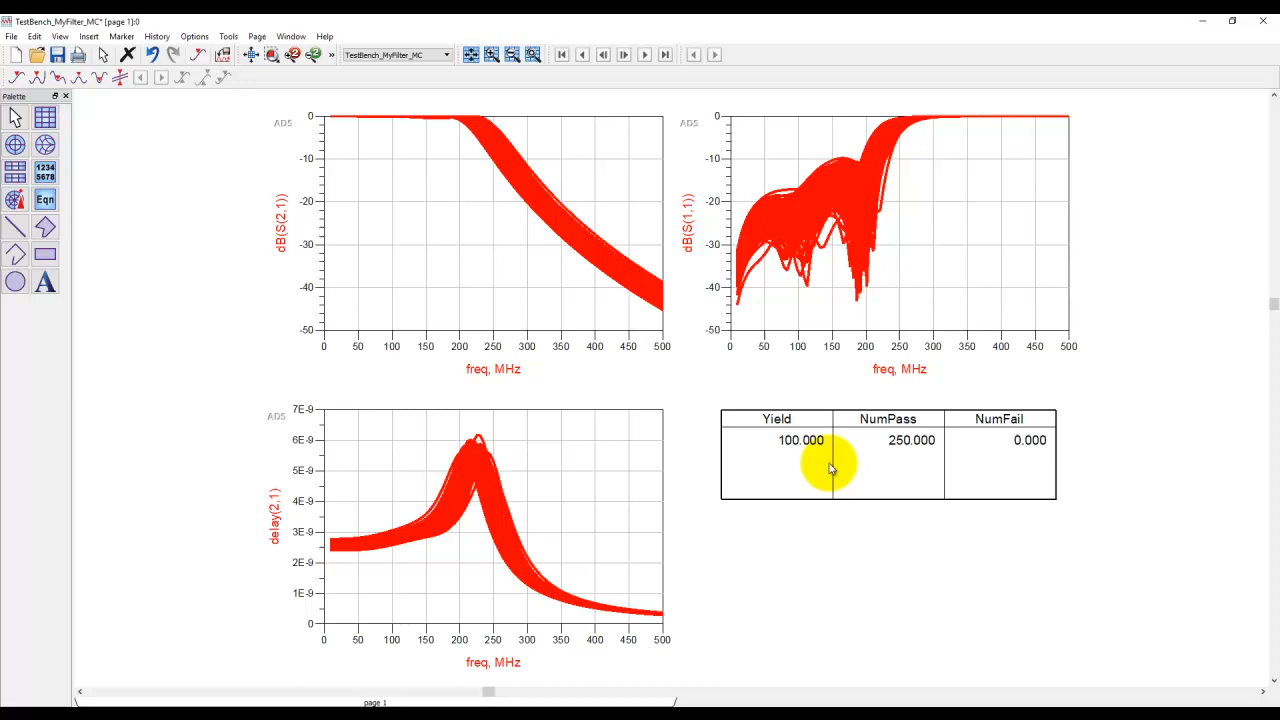 TestBench_MyFilter_MC* [page 1]:0
File Edit View Insert Marker History Options Tools Page Window Help
» TestBench_MyFilter_MC
Palette
1234
5678
Eqn
A
ADS
dB(S(2,1))
0
-10
-20
-30
-40
-50
0 50 100 150 200 250 300 350 400 450 500
freq, MHz
ADS
dB(S(1,1))
0
-10
-20
-30
-40
-50
0 50 100 150 200 250 300 350 400 450 500
freq, MHz
ADS
delay(2,1)
7E-9
6E-9
5E-9
4E-9
3E-9
2E-9
1E-9
0
0 50 100 150 200 250 300 350 400 450 500
freq, MHz
Yield NumPass NumFail
100.000 250.000 0.000
page 1